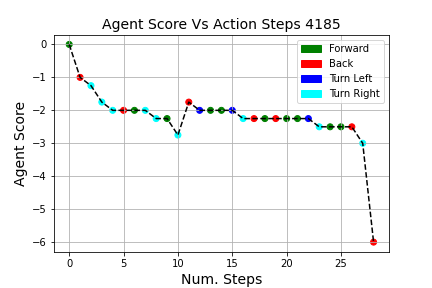 Agent Score Vs Action Steps 4185
0
−1
−2
−3
−4
−5
−6
Agent Score
Forward
Back
Turn Left
Turn Right
0 5 10 15 20 25
Num. Steps